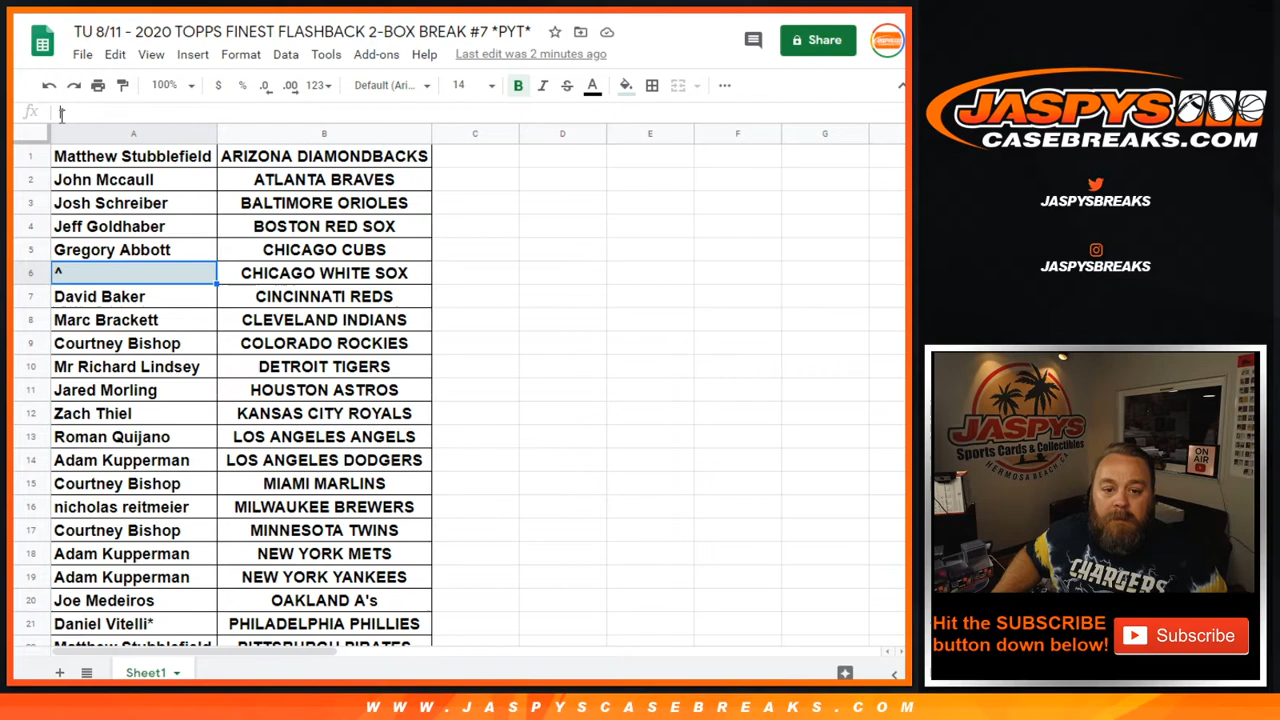 TU 8/11 - 2020 TOPPS FINEST FLASHBACK 2-BOX BREAK #7 *PYT*
File Edit View Insert Format Data Tools Add-ons Help Last edit was 2 minutes ago
Share
100% $ % .0 .00 123 Default (Ari... 14 B I S A
fx
A B C D E F G
1 Matthew Stubblefield ARIZONA DIAMONDBACKS
2 John Mccaull ATLANTA BRAVES
3 Josh Schreiber BALTIMORE ORIOLES
4 Jeff Goldhaber BOSTON RED SOX
5 Gregory Abbott CHICAGO CUBS
6 ^ CHICAGO WHITE SOX
7 David Baker CINCINNATI REDS
8 Marc Brackett CLEVELAND INDIANS
9 Courtney Bishop COLORADO ROCKIES
10 Mr Richard Lindsey DETROIT TIGERS
11 Jared Morling HOUSTON ASTROS
12 Zach Thiel KANSAS CITY ROYALS
13 Roman Quijano LOS ANGELES ANGELS
14 Adam Kupperman LOS ANGELES DODGERS
15 Courtney Bishop MIAMI MARLINS
16 nicholas reitmeier MILWAUKEE BREWERS
17 Courtney Bishop MINNESOTA TWINS
18 Adam Kupperman NEW YORK METS
19 Adam Kupperman NEW YORK YANKEES
20 Joe Medeiros OAKLAND A's
21 Daniel Vitelli* PHILADELPHIA PHILLIES
Matthew Stubblefield PITTSBURGH PIRATES
Sheet1
JASPYS
CASEBREAKS.COM
JASPYSBREAKS
JASPYSBREAKS
JASPYS
Sports Cards & Collectibles
HERMOSA BEACH, CA
ON AIR
CHARGERS
Hit the SUBSCRIBE
button down below!
Subscribe
WWW.JASPYSCASEBREAKS.COM